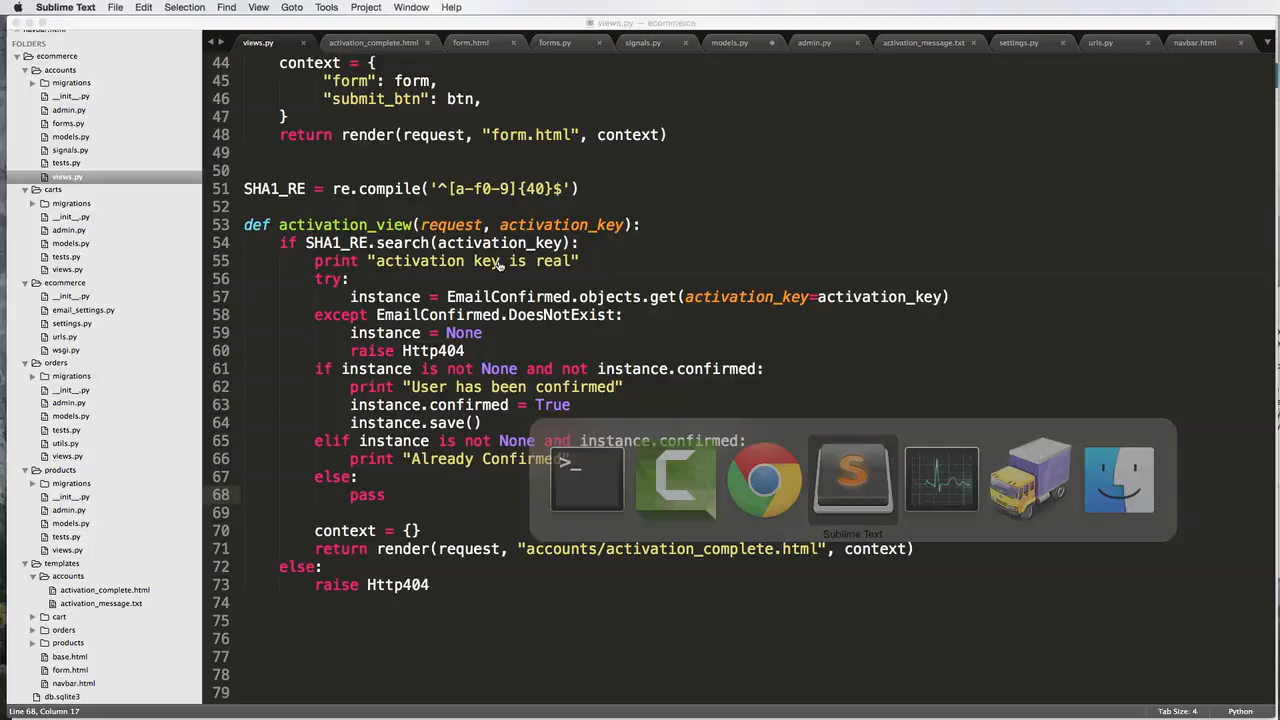 Sublime Text File Edit Selection Find View Goto Tools Project Window Help
views.py — ecommerce
navbar.html
FOLDERS
ecommerce
accounts
migrations
__init__.py
admin.py
forms.py
models.py
signals.py
tests.py
views.py
carts
migrations
__init__.py
admin.py
models.py
tests.py
views.py
ecommerce
__init__.py
email_settings.py
settings.py
urls.py
wsgi.py
orders
migrations
__init__.py
admin.py
models.py
tests.py
utils.py
views.py
products
migrations
__init__.py
admin.py
models.py
tests.py
views.py
templates
accounts
activation_complete.html
activation_message.txt
cart
orders
products
base.html
form.html
navbar.html
db.sqlite3
views.py activation_complete.html form.html forms.py signals.py models.py admin.py activation_message.txt settings.py urls.py navbar.html
44 context = {
45 "form": form,
46 "submit_btn": btn,
47 }
48 return render(request, "form.html", context)
49
50
51 SHA1_RE = re.compile('^[a-f0-9]{40}$')
52
53 def activation_view(request, activation_key):
54 if SHA1_RE.search(activation_key):
55 print "activation key is real"
56 try:
57 instance = EmailConfirmed.objects.get(activation_key=activation_key)
58 except EmailConfirmed.DoesNotExist:
59 instance = None
60 raise Http404
61 if instance is not None and not instance.confirmed:
62 print "User has been confirmed"
63 instance.confirmed = True
64 instance.save()
65 elif instance is not None and instance.confirmed:
66 print "Already Confirmed
67 else:
68 pass
69
70 context = {}
71 return render(request, "accounts/activation_complete.html", context)
72 else:
73 raise Http404
74
75
76
77
78
79
>_
Sublime Text
Line 68, Column 17 Tab Size: 4 Python